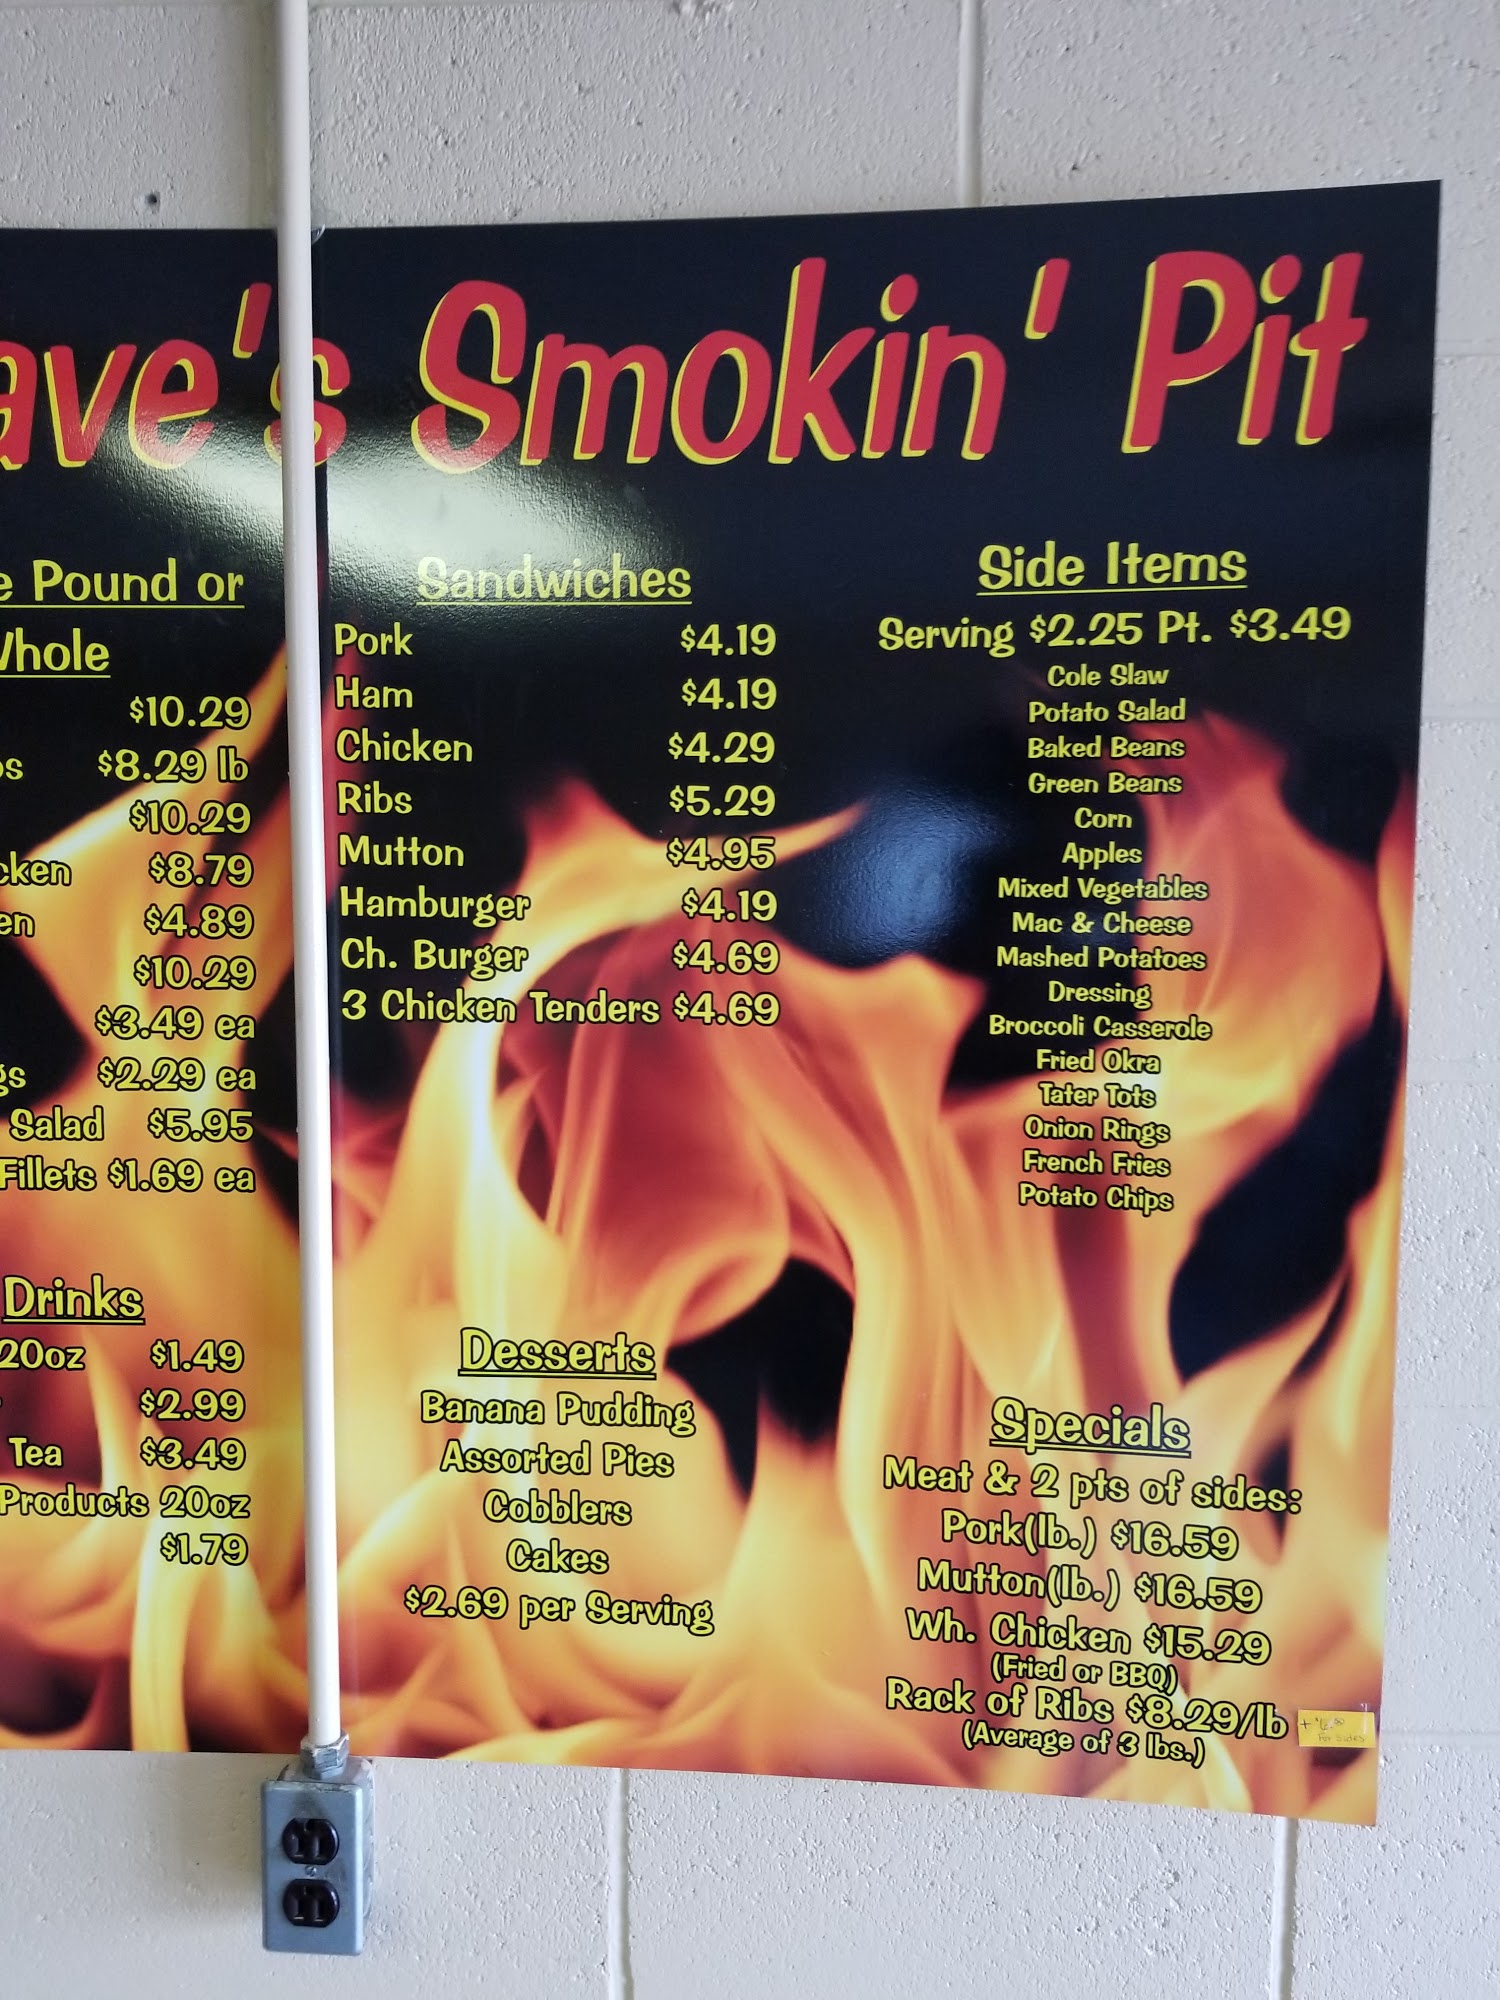 ave's Smokin' Pit
e Pound or
Whole
$10.29
os $8.29 lb
$10.29
cken $8.79
en $4.89
$10.29
$3.49 ea
gs $2.29 ea
Salad $5.95
Fillets $1.69 ea
Drinks
20oz $1.49
$2.99
Tea $3.49
Products 20oz
$1.79
Sandwiches
Pork $4.19
Ham $4.19
Chicken $4.29
Ribs $5.29
Mutton $4.95
Hamburger $4.19
Ch. Burger $4.69
3 Chicken Tenders $4.69
Desserts
Banana Pudding
Assorted Pies
Cobblers
Cakes
$2.69 per Serving
Side Items
Serving $2.25 Pt. $3.49
Cole Slaw
Potato Salad
Baked Beans
Green Beans
Corn
Apples
Mixed Vegetables
Mac & Cheese
Mashed Potatoes
Dressing
Broccoli Casserole
Fried Okra
Tater Tots
Onion Rings
French Fries
Potato Chips
Specials
Meat & 2 pts of sides:
Pork(lb.) $16.59
Mutton(lb.) $16.59
Wh. Chicken $15.29
(Fried or BBQ)
Rack of Ribs $8.29/lb
(Average of 3 lbs.)
For Sides